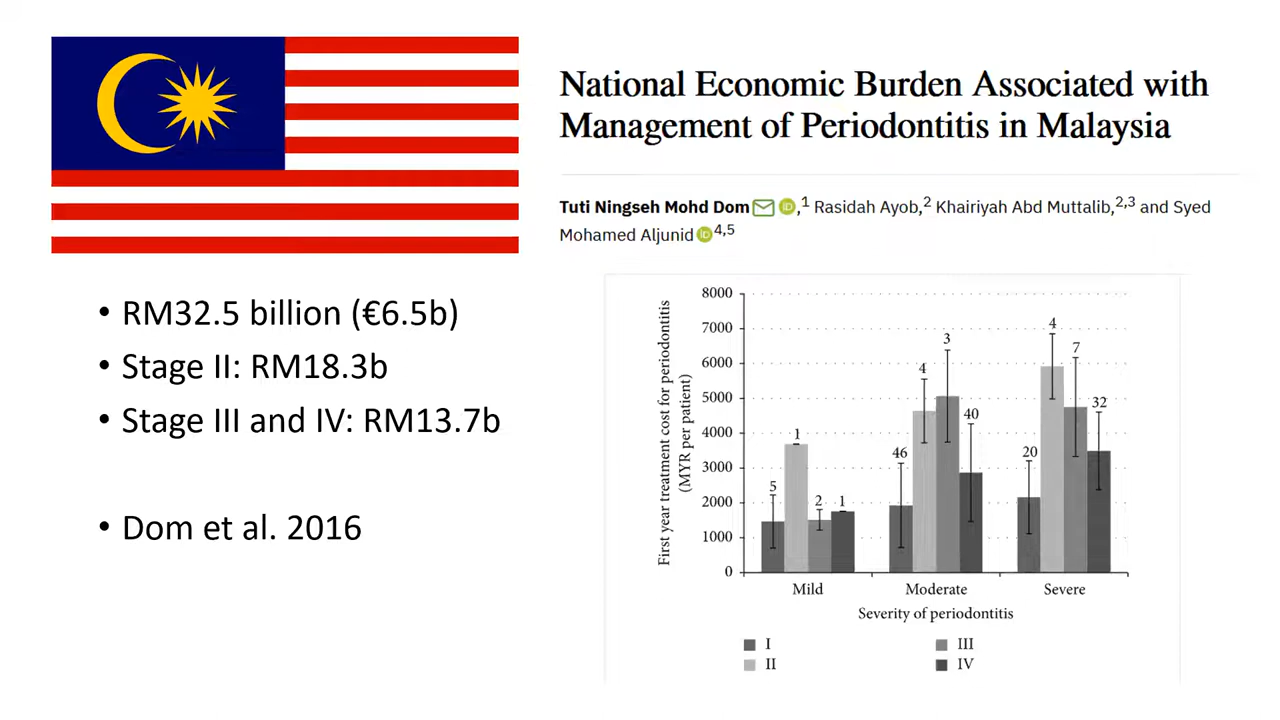 National Economic Burden Associated with
Management of Periodontitis in Malaysia
Tuti Ningseh Mohd Dom iD,1 Rasidah Ayob,2 Khairiyah Abd Muttalib,2,3 and Syed
Mohamed Aljunid iD 4,5
• RM32.5 billion (€6.5b)
• Stage II: RM18.3b
• Stage III and IV: RM13.7b
• Dom et al. 2016
First year treatment cost for periodontitis
(MYR per patient)
8000
7000
6000
5000
4000
3000
2000
1000
0
5
1
2
1
46
4
3
40
20
4
7
32
Mild Moderate Severe
Severity of periodontitis
I III
II IV